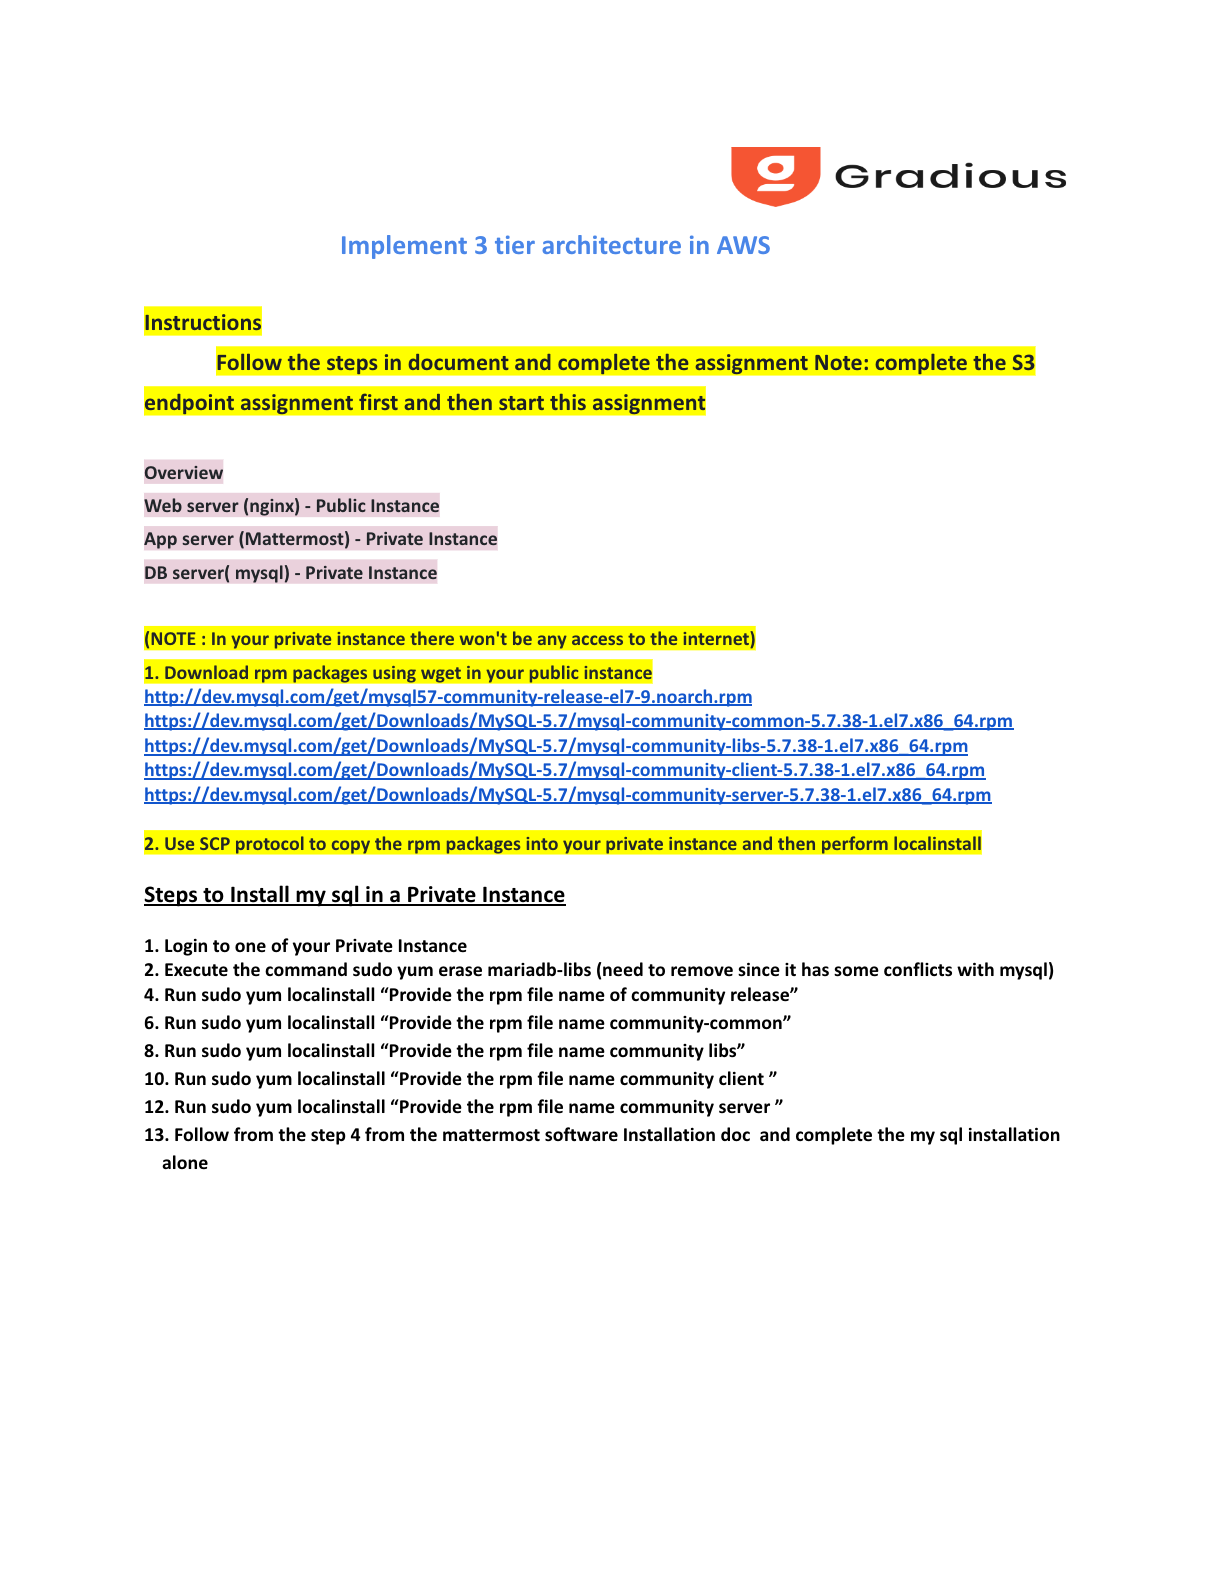 Gradious
Implement 3 tier architecture in AWS
Instructions
Follow the steps in document and complete the assignment Note: complete the S3
endpoint assignment first and then start this assignment
Overview
Web server (nginx) - Public Instance
App server (Mattermost) - Private Instance
DB server( mysql) - Private Instance
(NOTE : In your private instance there won't be any access to the internet)
1. Download rpm packages using wget in your public instance
http://dev.mysql.com/get/mysql57-community-release-el7-9.noarch.rpm
https://dev.mysql.com/get/Downloads/MySQL-5.7/mysql-community-common-5.7.38-1.el7.x86_64.rpm
https://dev.mysql.com/get/Downloads/MySQL-5.7/mysql-community-libs-5.7.38-1.el7.x86_64.rpm
https://dev.mysql.com/get/Downloads/MySQL-5.7/mysql-community-client-5.7.38-1.el7.x86_64.rpm
https://dev.mysql.com/get/Downloads/MySQL-5.7/mysql-community-server-5.7.38-1.el7.x86_64.rpm
2. Use SCP protocol to copy the rpm packages into your private instance and then perform localinstall
Steps to Install my sql in a Private Instance
1. Login to one of your Private Instance
2. Execute the command sudo yum erase mariadb-libs (need to remove since it has some conflicts with mysql)
4. Run sudo yum localinstall “Provide the rpm file name of community release”
6. Run sudo yum localinstall “Provide the rpm file name community-common”
8. Run sudo yum localinstall “Provide the rpm file name community libs”
10. Run sudo yum localinstall “Provide the rpm file name community client ”
12. Run sudo yum localinstall “Provide the rpm file name community server ”
13. Follow from the step 4 from the mattermost software Installation doc  and complete the my sql installation
alone